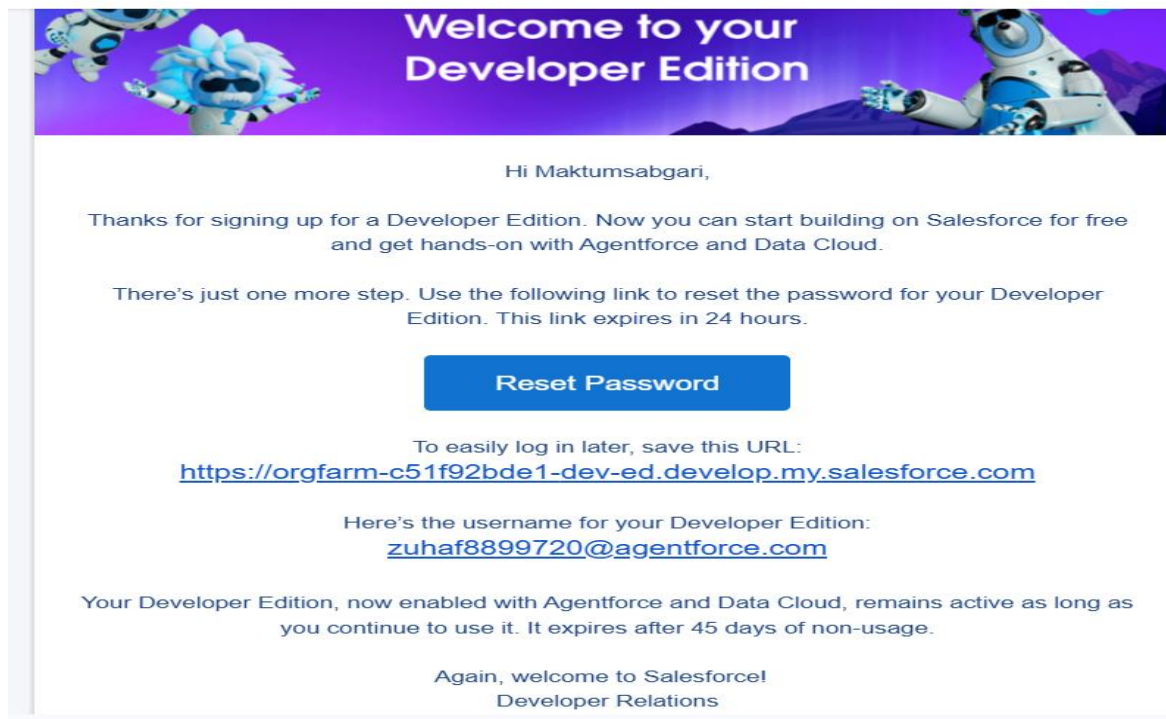 Welcome to your
Developer Edition
Hi Maktumsabgari,
Thanks for signing up for a Developer Edition. Now you can start building on Salesforce for free
and get hands-on with Agentforce and Data Cloud.
There's just one more step. Use the following link to reset the password for your Developer
Edition. This link expires in 24 hours.
Reset Password
To easily log in later, save this URL:
https://orgfarm-c51f92bde1-dev-ed.develop.my.salesforce.com
Here's the username for your Developer Edition:
zuhaf8899720@agentforce.com
Your Developer Edition, now enabled with Agentforce and Data Cloud, remains active as long as
you continue to use it. It expires after 45 days of non-usage.
Again, welcome to Salesforce!
Developer Relations